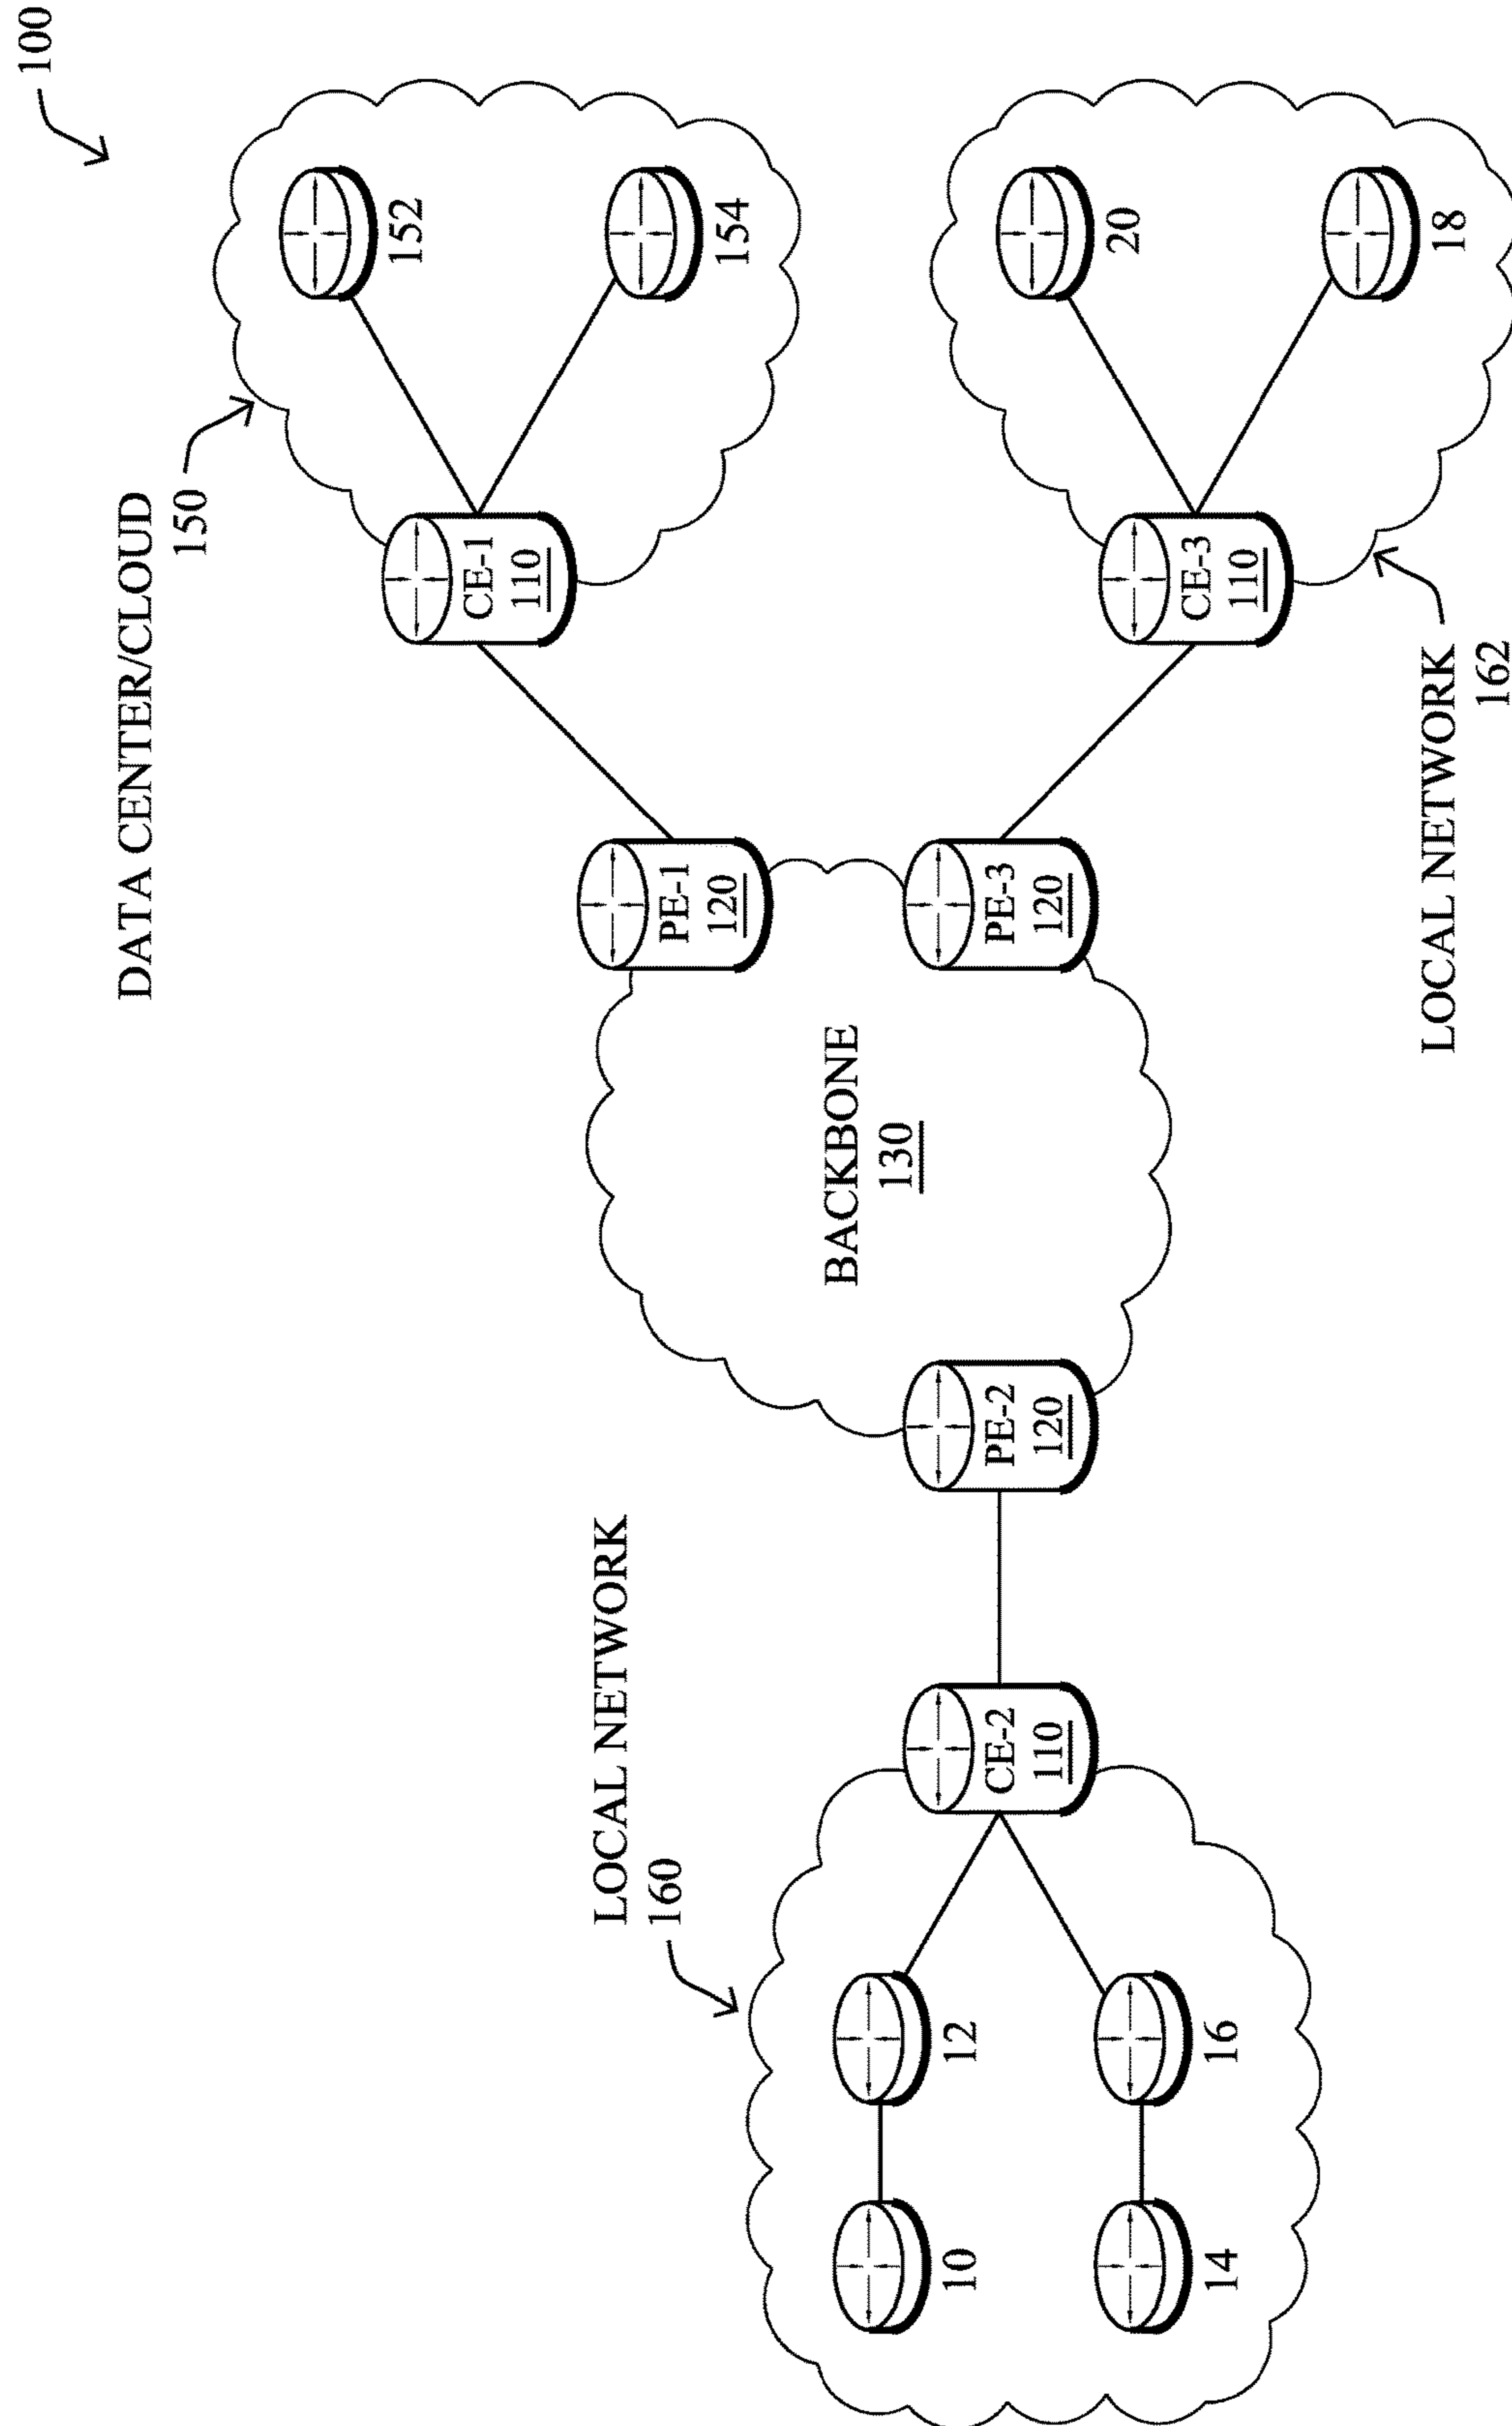 100
DATA CENTER/CLOUD
150
152
154
CE-1
110
PE-1
120
LOCAL NETWORK
160
BACKBONE
130
10
12
CE-2
110
PE-2
120
PE-3
120
CE-3
110
20
14
16
18
LOCAL NETWORK
162